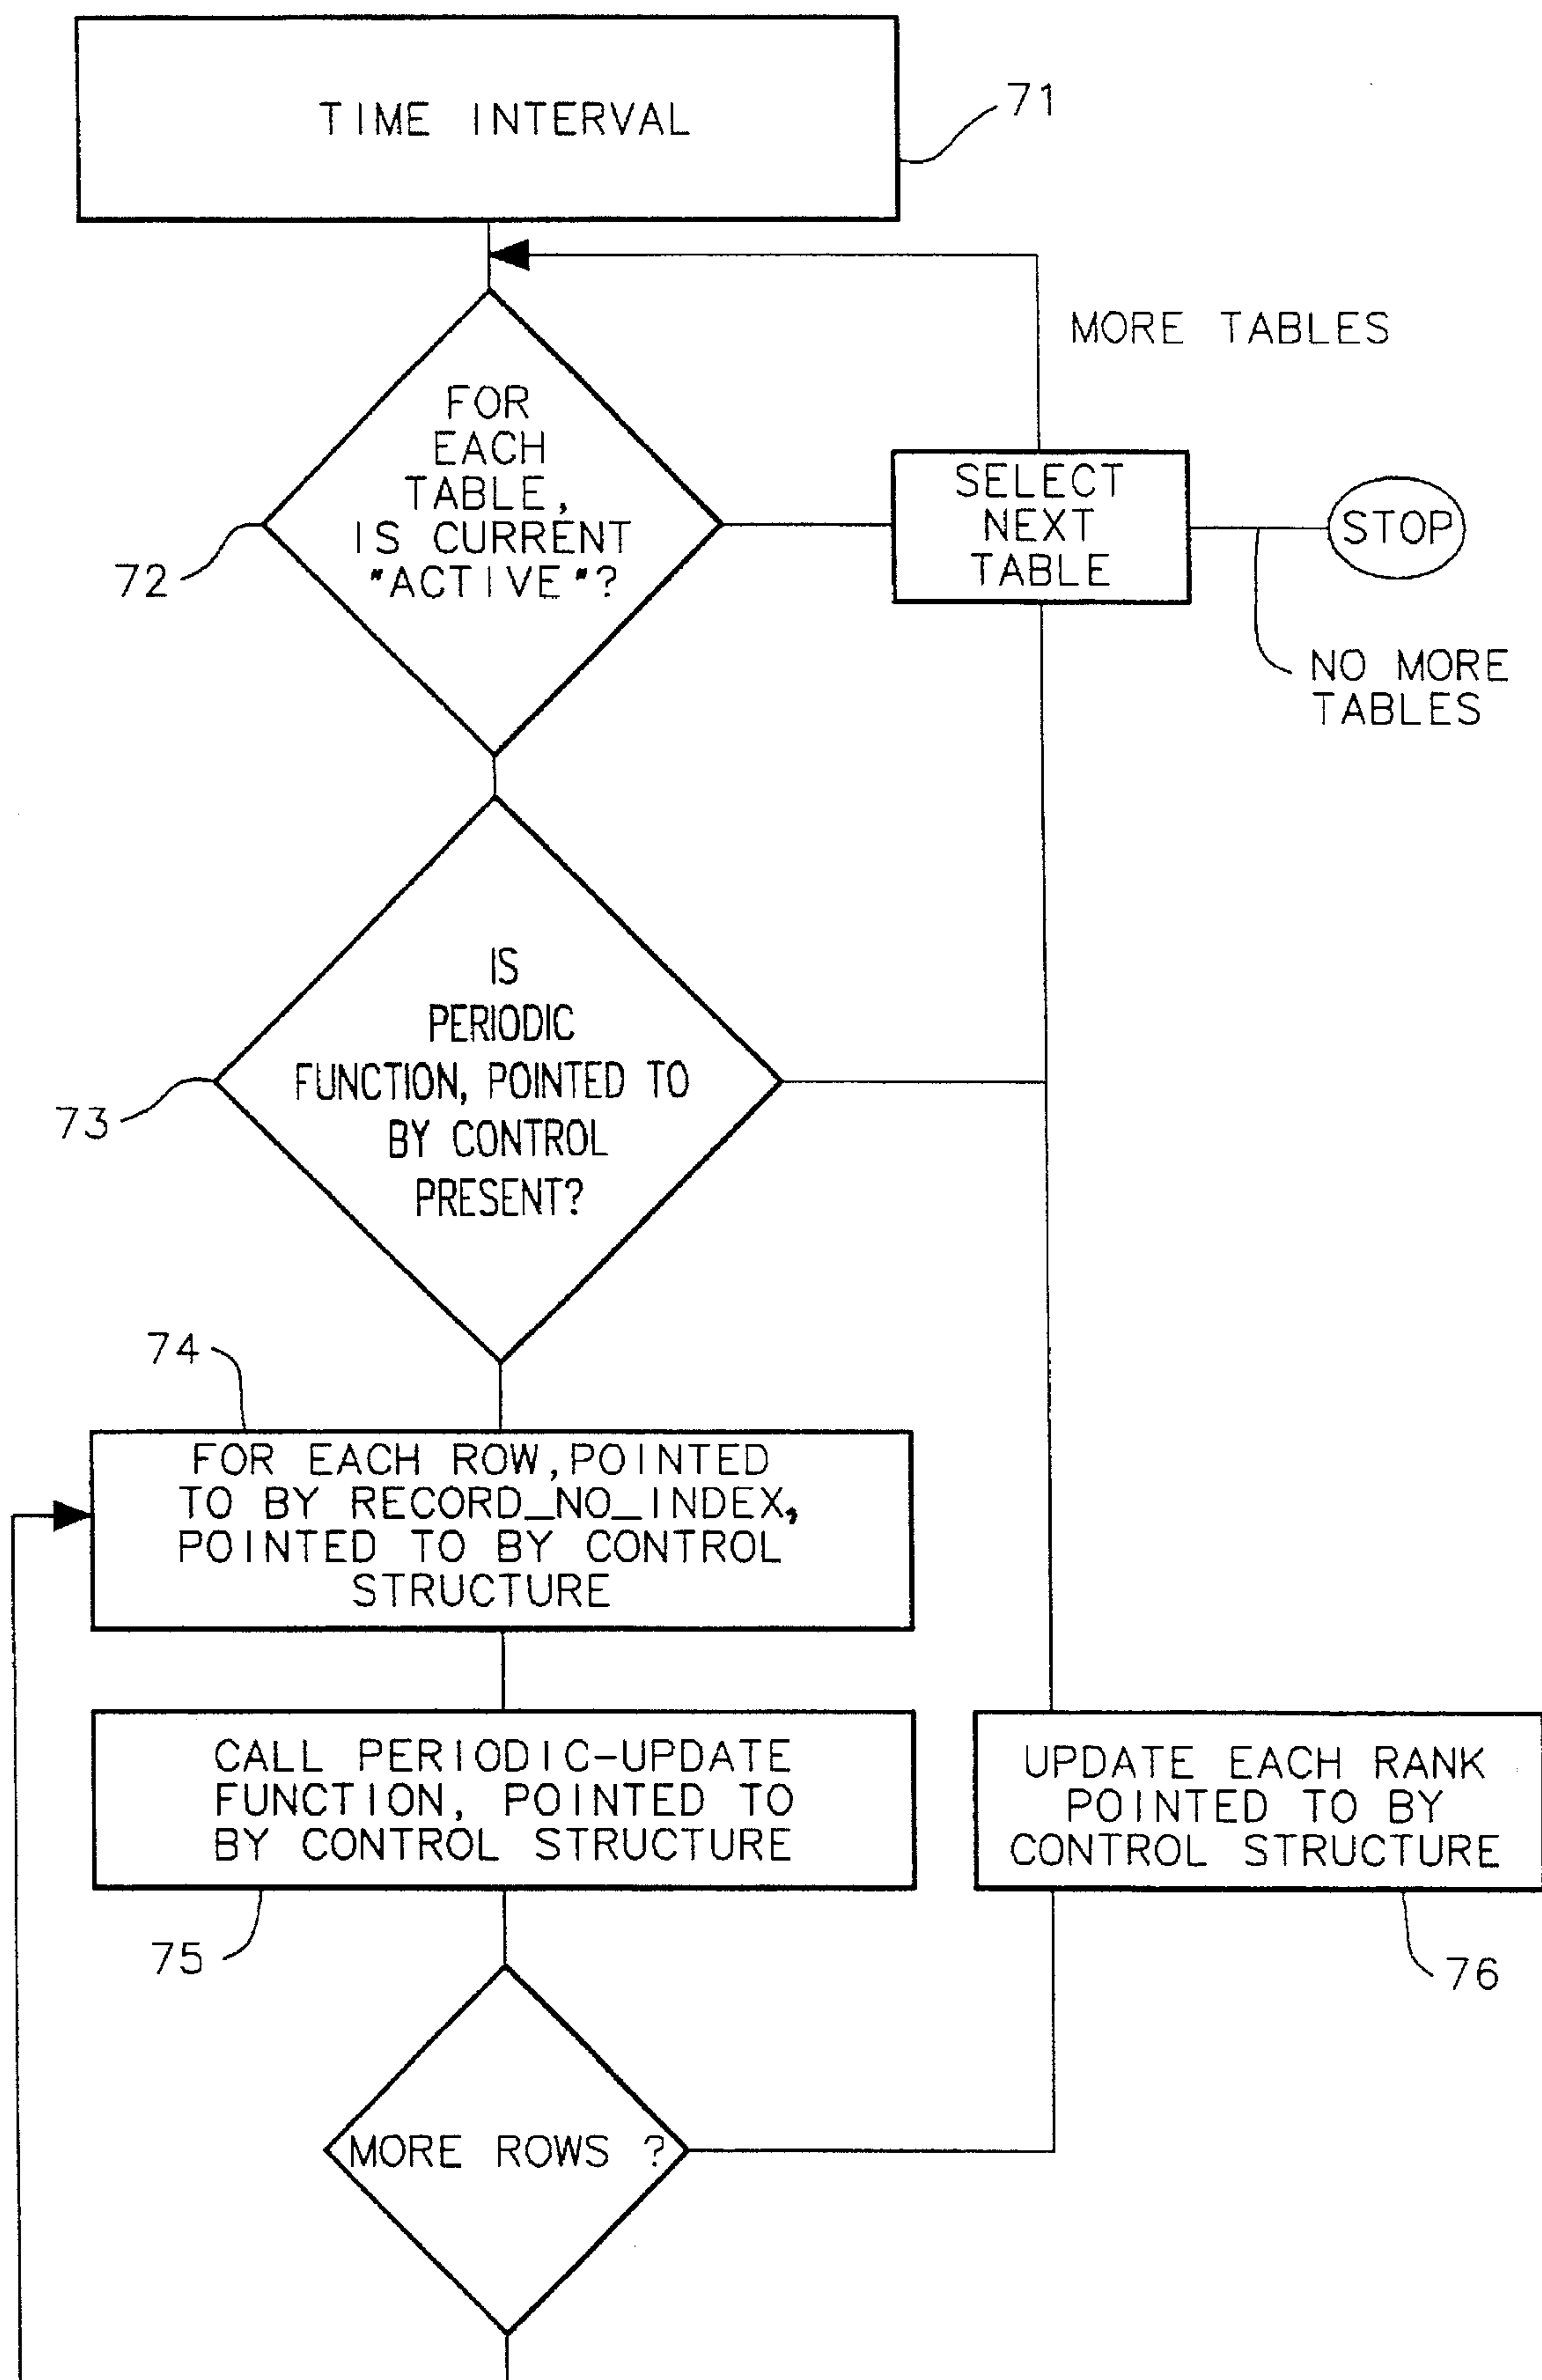 TIME INTERVAL
71
MORE TABLES
FOR
EACH
TABLE,
IS CURRENT
"ACTIVE"?
72
SELECT
NEXT
TABLE
STOP
NO MORE
TABLES
IS
PERIODIC
FUNCTION, POINTED TO
BY CONTROL
PRESENT?
73
74
FOR EACH ROW, POINTED
TO BY RECORD_NO_INDEX,
POINTED TO BY CONTROL
STRUCTURE
CALL PERIODIC-UPDATE
FUNCTION, POINTED TO
BY CONTROL STRUCTURE
75
UPDATE EACH RANK
POINTED TO BY
CONTROL STRUCTURE
76
MORE ROWS ?